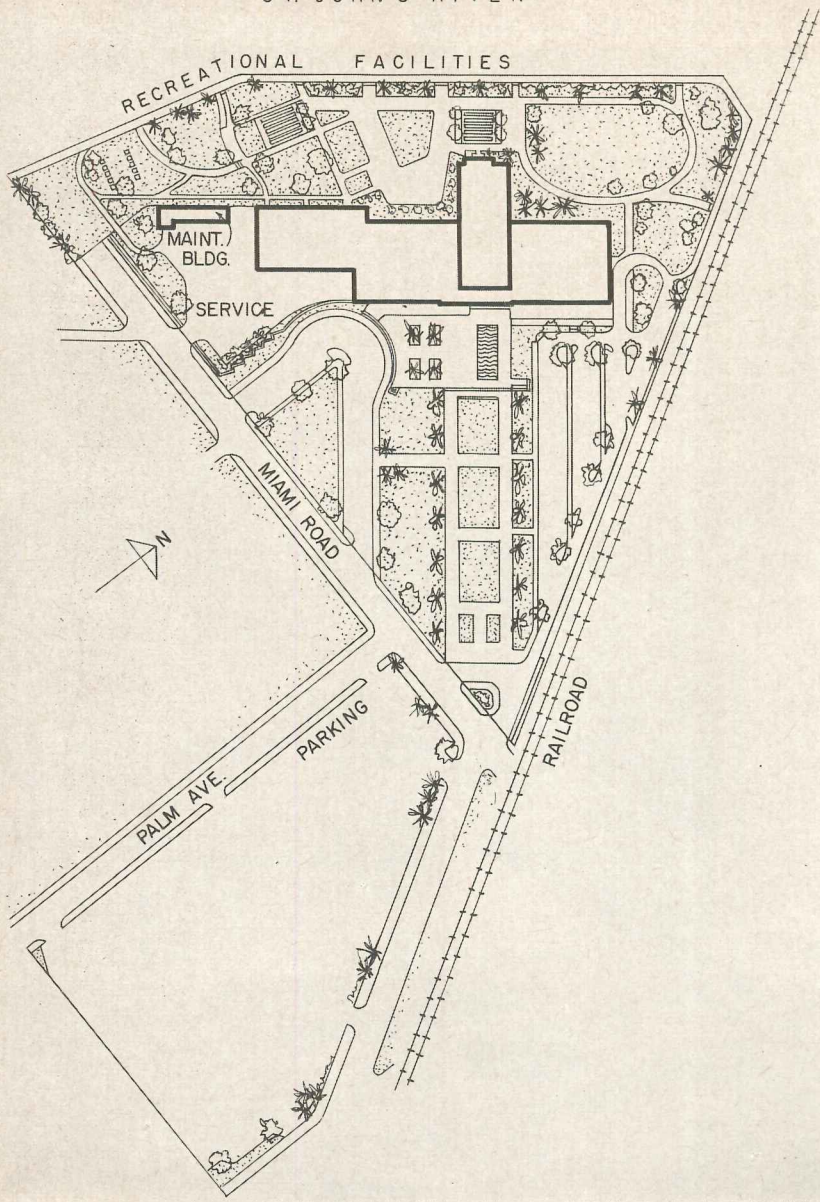 RECREATIONAL FACILITIES
MAINT.
BLDG.
SERVICE
MIAMI ROAD
N
PALM AVE.
PARKING
RAILROAD